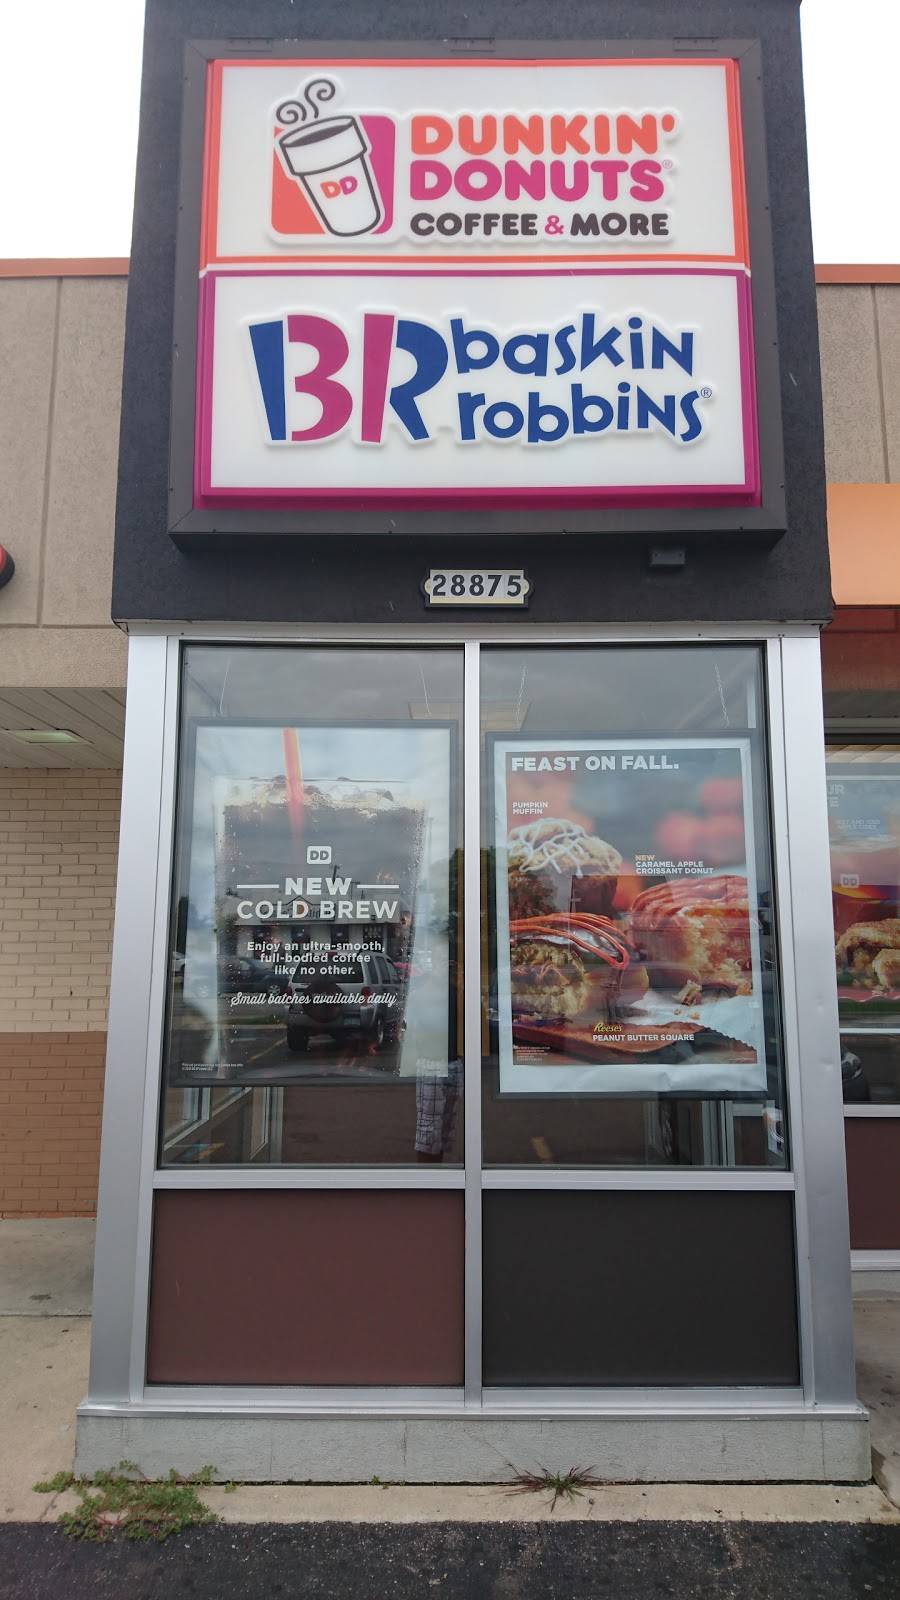 DD
DUNKIN'
DONUTS®
COFFEE & MORE
BR baskin
robbins®
28875
DD
NEW
COLD BREW
Enjoy an ultra-smooth,
full-bodied coffee
like no other.
Small batches available daily
FEAST ON FALL.
PUMPKIN
MUFFIN
NEW
CARAMEL APPLE
CROISSANT DONUT
Reese's
PEANUT BUTTER SQUARE
DD